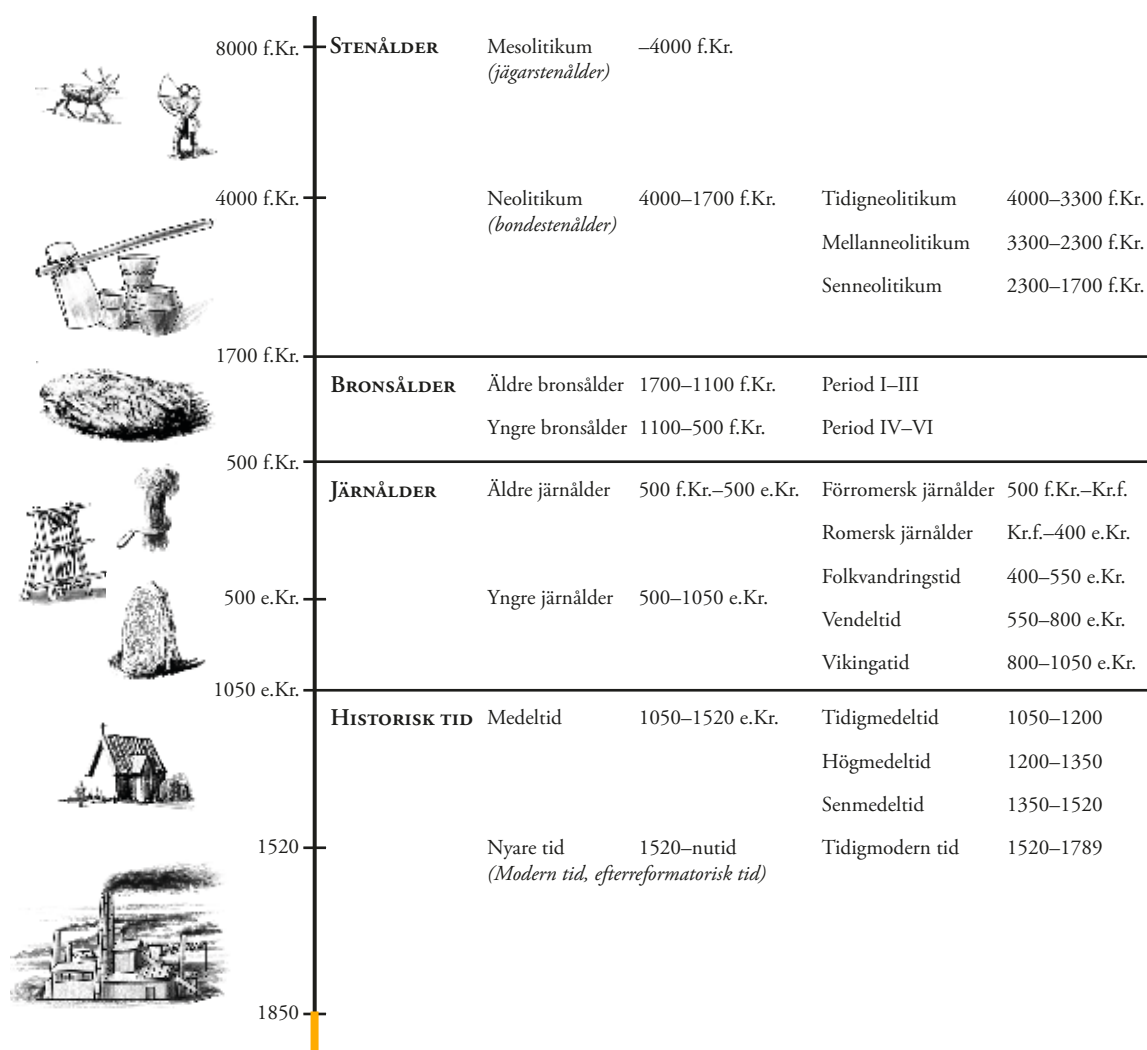 8000 f.Kr. STENÅLDER Mesolitikum –4000 f.Kr.
(jägarstenålder)
4000 f.Kr. Neolitikum 4000–1700 f.Kr. Tidigneolitikum 4000–3300 f.Kr.
(bondestenålder)
Mellanneolitikum 3300–2300 f.Kr.
Senneolitikum 2300–1700 f.Kr.
1700 f.Kr.
BRONSÅLDER Äldre bronsålder 1700–1100 f.Kr. Period I–III
Yngre bronsålder 1100–500 f.Kr. Period IV–VI
500 f.Kr.
JÄRNÅLDER Äldre järnålder 500 f.Kr.–500 e.Kr. Förromersk järnålder 500 f.Kr.–Kr.f.
Romersk järnålder Kr.f.–400 e.Kr.
Folkvandringstid 400–550 e.Kr.
500 e.Kr. Yngre järnålder 500–1050 e.Kr.
Vendeltid 550–800 e.Kr.
Vikingatid 800–1050 e.Kr.
1050 e.Kr.
HISTORISK TID Medeltid 1050–1520 e.Kr. Tidigmedeltid 1050–1200
Högmedeltid 1200–1350
Senmedeltid 1350–1520
1520 Nyare tid 1520–nutid Tidigmodern tid 1520–1789
(Modern tid, efterreformatorisk tid)
1850